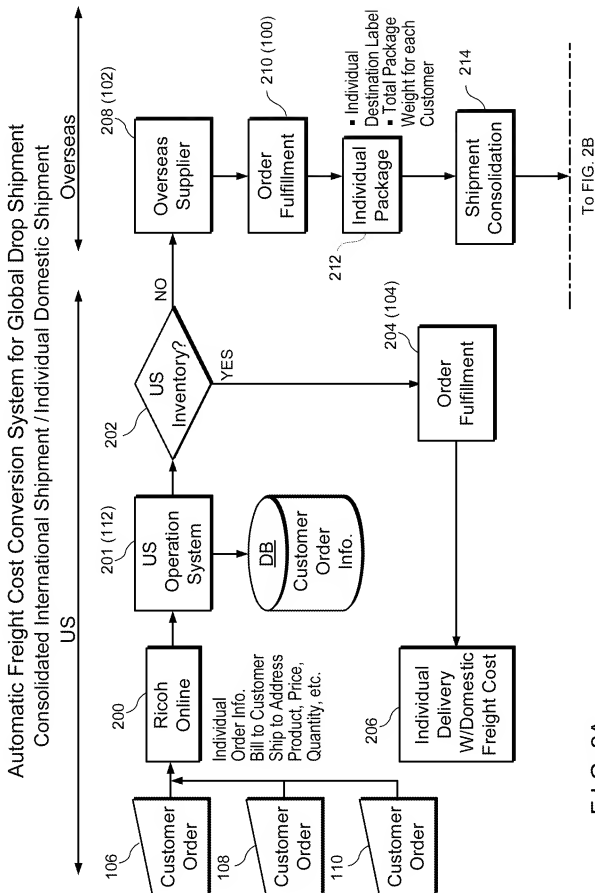 Automatic Freight Cost Conversion System for Global Drop Shipment
Consolidated International Shipment / Individual Domestic Shipment
US
Overseas
106
Customer
Order
108
Customer
Order
110
Customer
Order
200
Ricoh
Online
Individual
Order Info.
Bill to Customer
Ship to Address
Product, Price,
Quantity, etc.
201 (112)
US
Operation
System
DB
Customer
Order
Info.
202
US
Inventory?
NO
YES
204 (104)
Order
Fulfillment
206
Individual
Delivery
W/Domestic
Freight Cost
208 (102)
Overseas
Supplier
210 (100)
Order
Fulfillment
212
Individual
Package
▪ Individual
Destination Label
▪ Total Package
Weight for each
Customer
214
Shipment
Consolidation
To FIG. 2B